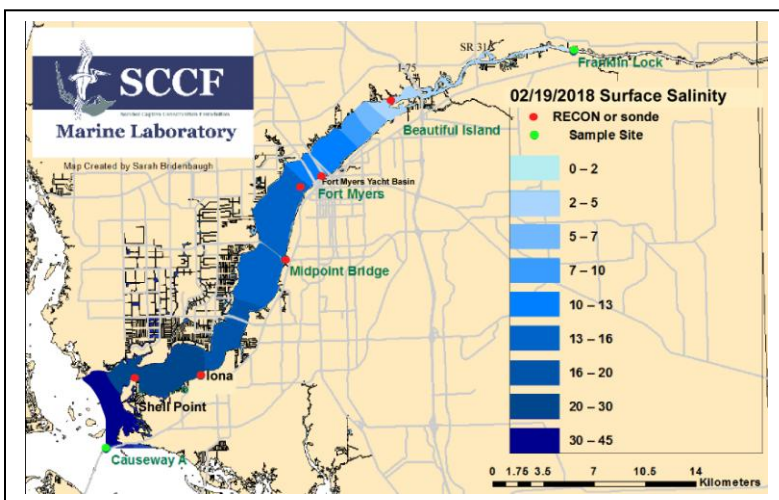 SCCF
Marine Laboratory
Map Created by Sarah Bridenbaugh
I-75
SR 31
Franklin Lock
02/19/2018 Surface Salinity
RECON or sonde
Sample Site
0 – 2
2 – 5
5 – 7
7 – 10
10 – 13
13 – 16
16 – 20
20 – 30
30 – 45
Beautiful Island
Fort Myers Yacht Basin
Fort Myers
Midpoint Bridge
Iona
Shell Point
Causeway A
0 1.75 3.5 7 10.5 14
Kilometers